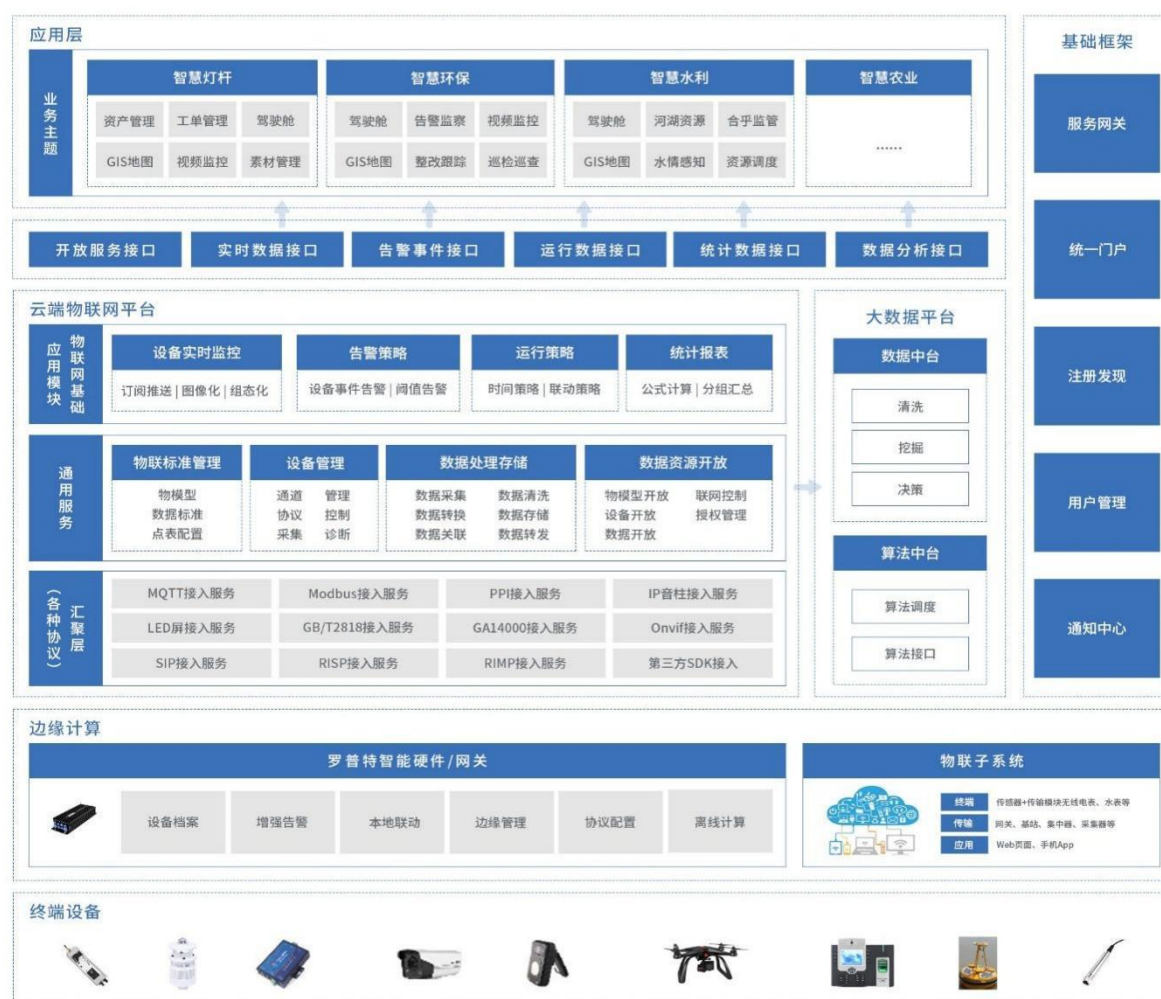 应用层
业务主题
智慧灯杆
资产管理 工单管理 驾驶舱
GIS地图 视频监控 素材管理
智慧环保
驾驶舱 告警监察 视频监控
GIS地图 整改跟踪 巡检巡查
智慧水利
驾驶舱 河湖资源 合乎监管
GIS地图 水情感知 资源调度
智慧农业
......
开放服务接口 实时数据接口 告警事件接口 运行数据接口 统计数据接口 数据分析接口
云端物联网平台
物联网基础
应用模块
设备实时监控
订阅推送 | 图像化 | 组态化
告警策略
设备事件告警 | 阈值告警
运行策略
时间策略 | 联动策略
统计报表
公式计算 | 分组汇总
通用服务
物联标准管理
物模型
数据标准
点表配置
设备管理
通道 管理
协议 控制
采集 诊断
数据处理存储
数据采集 数据清洗
数据转换 数据存储
数据关联 数据转发
数据资源开放
物模型开放 联网控制
设备开放 授权管理
数据开放
汇聚层
（各种协议）
MQTT接入服务 Modbus接入服务 PPI接入服务 IP音柱接入服务
LED屏接入服务 GB/T2818接入服务 GA14000接入服务 Onvif接入服务
SIP接入服务 RISP接入服务 RIMP接入服务 第三方SDK接入
大数据平台
数据中台
清洗
挖掘
决策
算法中台
算法调度
算法接口
基础框架
服务网关
统一门户
注册发现
用户管理
通知中心
边缘计算
罗普特智能硬件/网关
设备档案 增强告警 本地联动 边缘管理 协议配置 离线计算
物联子系统
终端 传感器+传输模块无线电表、水表等
传输 网关、基站、集中器、采集器等
应用 Web页面、手机App
终端设备